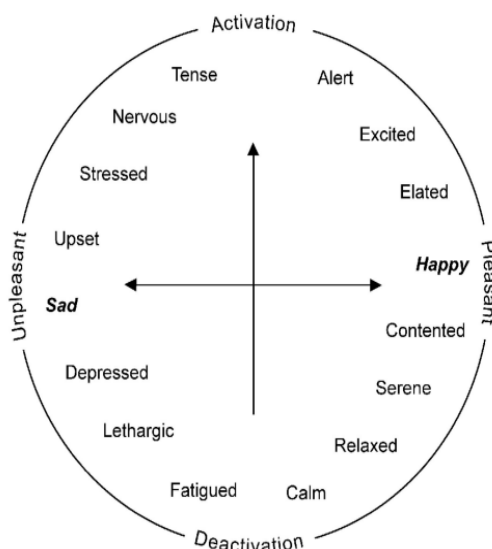 Activation
Tense
Alert
Nervous
Excited
Stressed
Elated
Upset
Happy
Unpleasant
Pleasant
Sad
Contented
Depressed
Serene
Lethargic
Relaxed
Fatigued
Calm
Deactivation